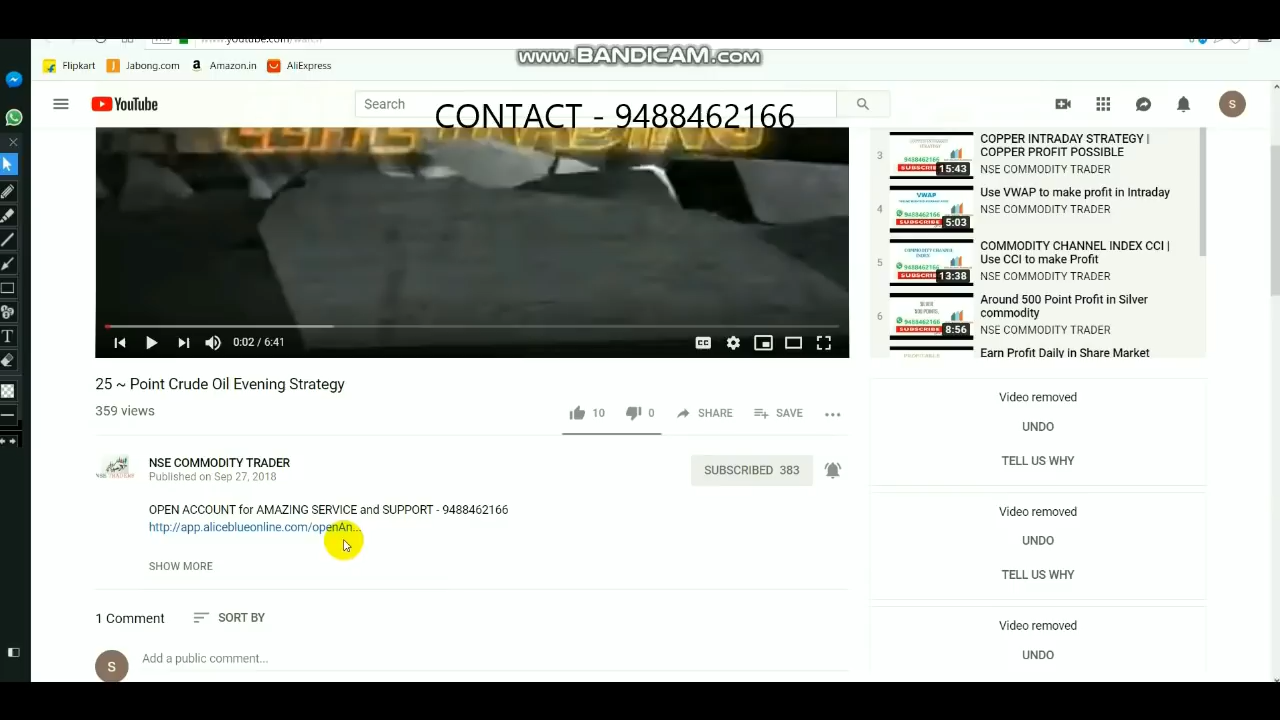 www.BANDICAM.com
Flipkart
Jabong.com
Amazon.in
AliExpress
YouTube
Search
CONTACT - 9488462166
S
3
COPPER INTRADAY STRATEGY |
COPPER PROFIT POSSIBLE
NSE COMMODITY TRADER
15:43
4
Use VWAP to make profit in Intraday
NSE COMMODITY TRADER
VWAP
9488462166
SUBSCRIBE
5:03
5
COMMODITY CHANNEL INDEX CCI |
Use CCI to make Profit
NSE COMMODITY TRADER
13:38
6
Around 500 Point Profit in Silver
commodity
NSE COMMODITY TRADER
8:56
Earn Profit Daily in Share Market
0:02 / 6:41
CC
25 ~ Point Crude Oil Evening Strategy
359 views
10
0
SHARE
SAVE
NSE COMMODITY TRADER
Published on Sep 27, 2018
SUBSCRIBED 383
OPEN ACCOUNT for AMAZING SERVICE and SUPPORT - 9488462166
http://app.aliceblueonline.com/openAn...
SHOW MORE
1 Comment
SORT BY
S
Add a public comment...
Video removed
UNDO
TELL US WHY
Video removed
UNDO
TELL US WHY
Video removed
UNDO